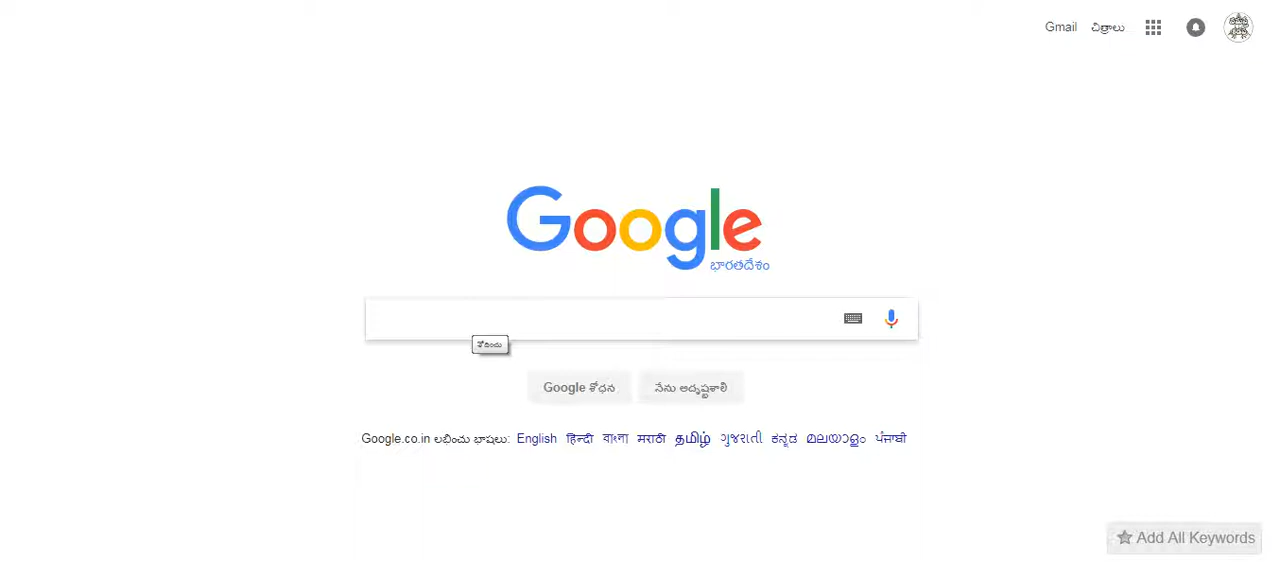 Gmail చిత్రాలు
Google
భారతదేశం
శోధించు
Google శోధన నేను అదృష్టశాలి
Google.co.in లభించు భాషలు: English हिन्दी বাংলা मराठी தமிழ் ગુજરાતી ಕನ್ನಡ മലയാളം ਪੰਜਾਬੀ
Add All Keywords